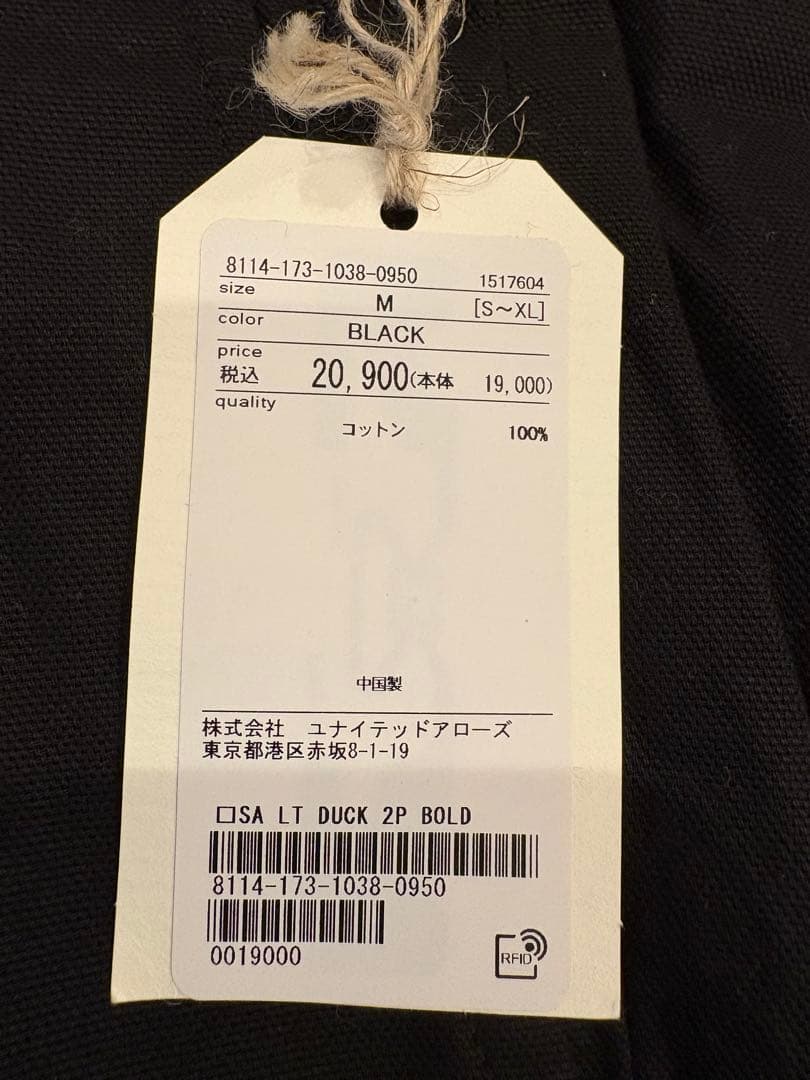 8114-173-1038-0950 1517604
size M [S～XL]
color BLACK
price
税込 20,900(本体 19,000)
quality
コットン 100%
中国製
株式会社 ユナイテッドアローズ
東京都港区赤坂8-1-19
口SA LT DUCK 2P BOLD
8114-173-1038-0950
0019000
RFID